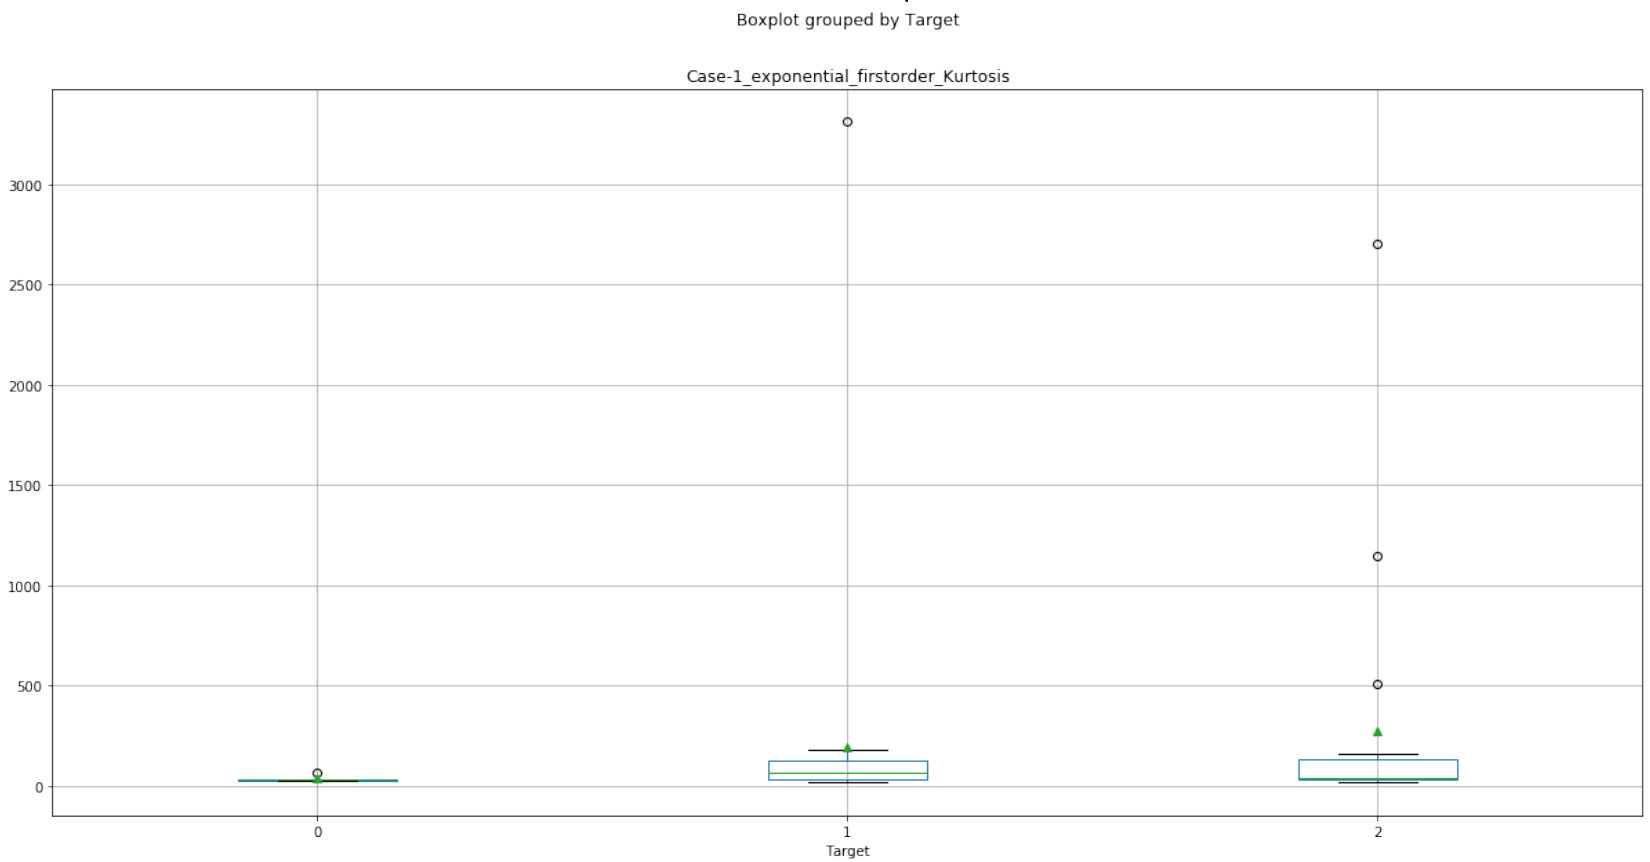 Boxplot grouped by Target
Case-1_exponential_firstorder_Kurtosis
3000
2500
2000
1500
1000
500
0
0 1 2
Target